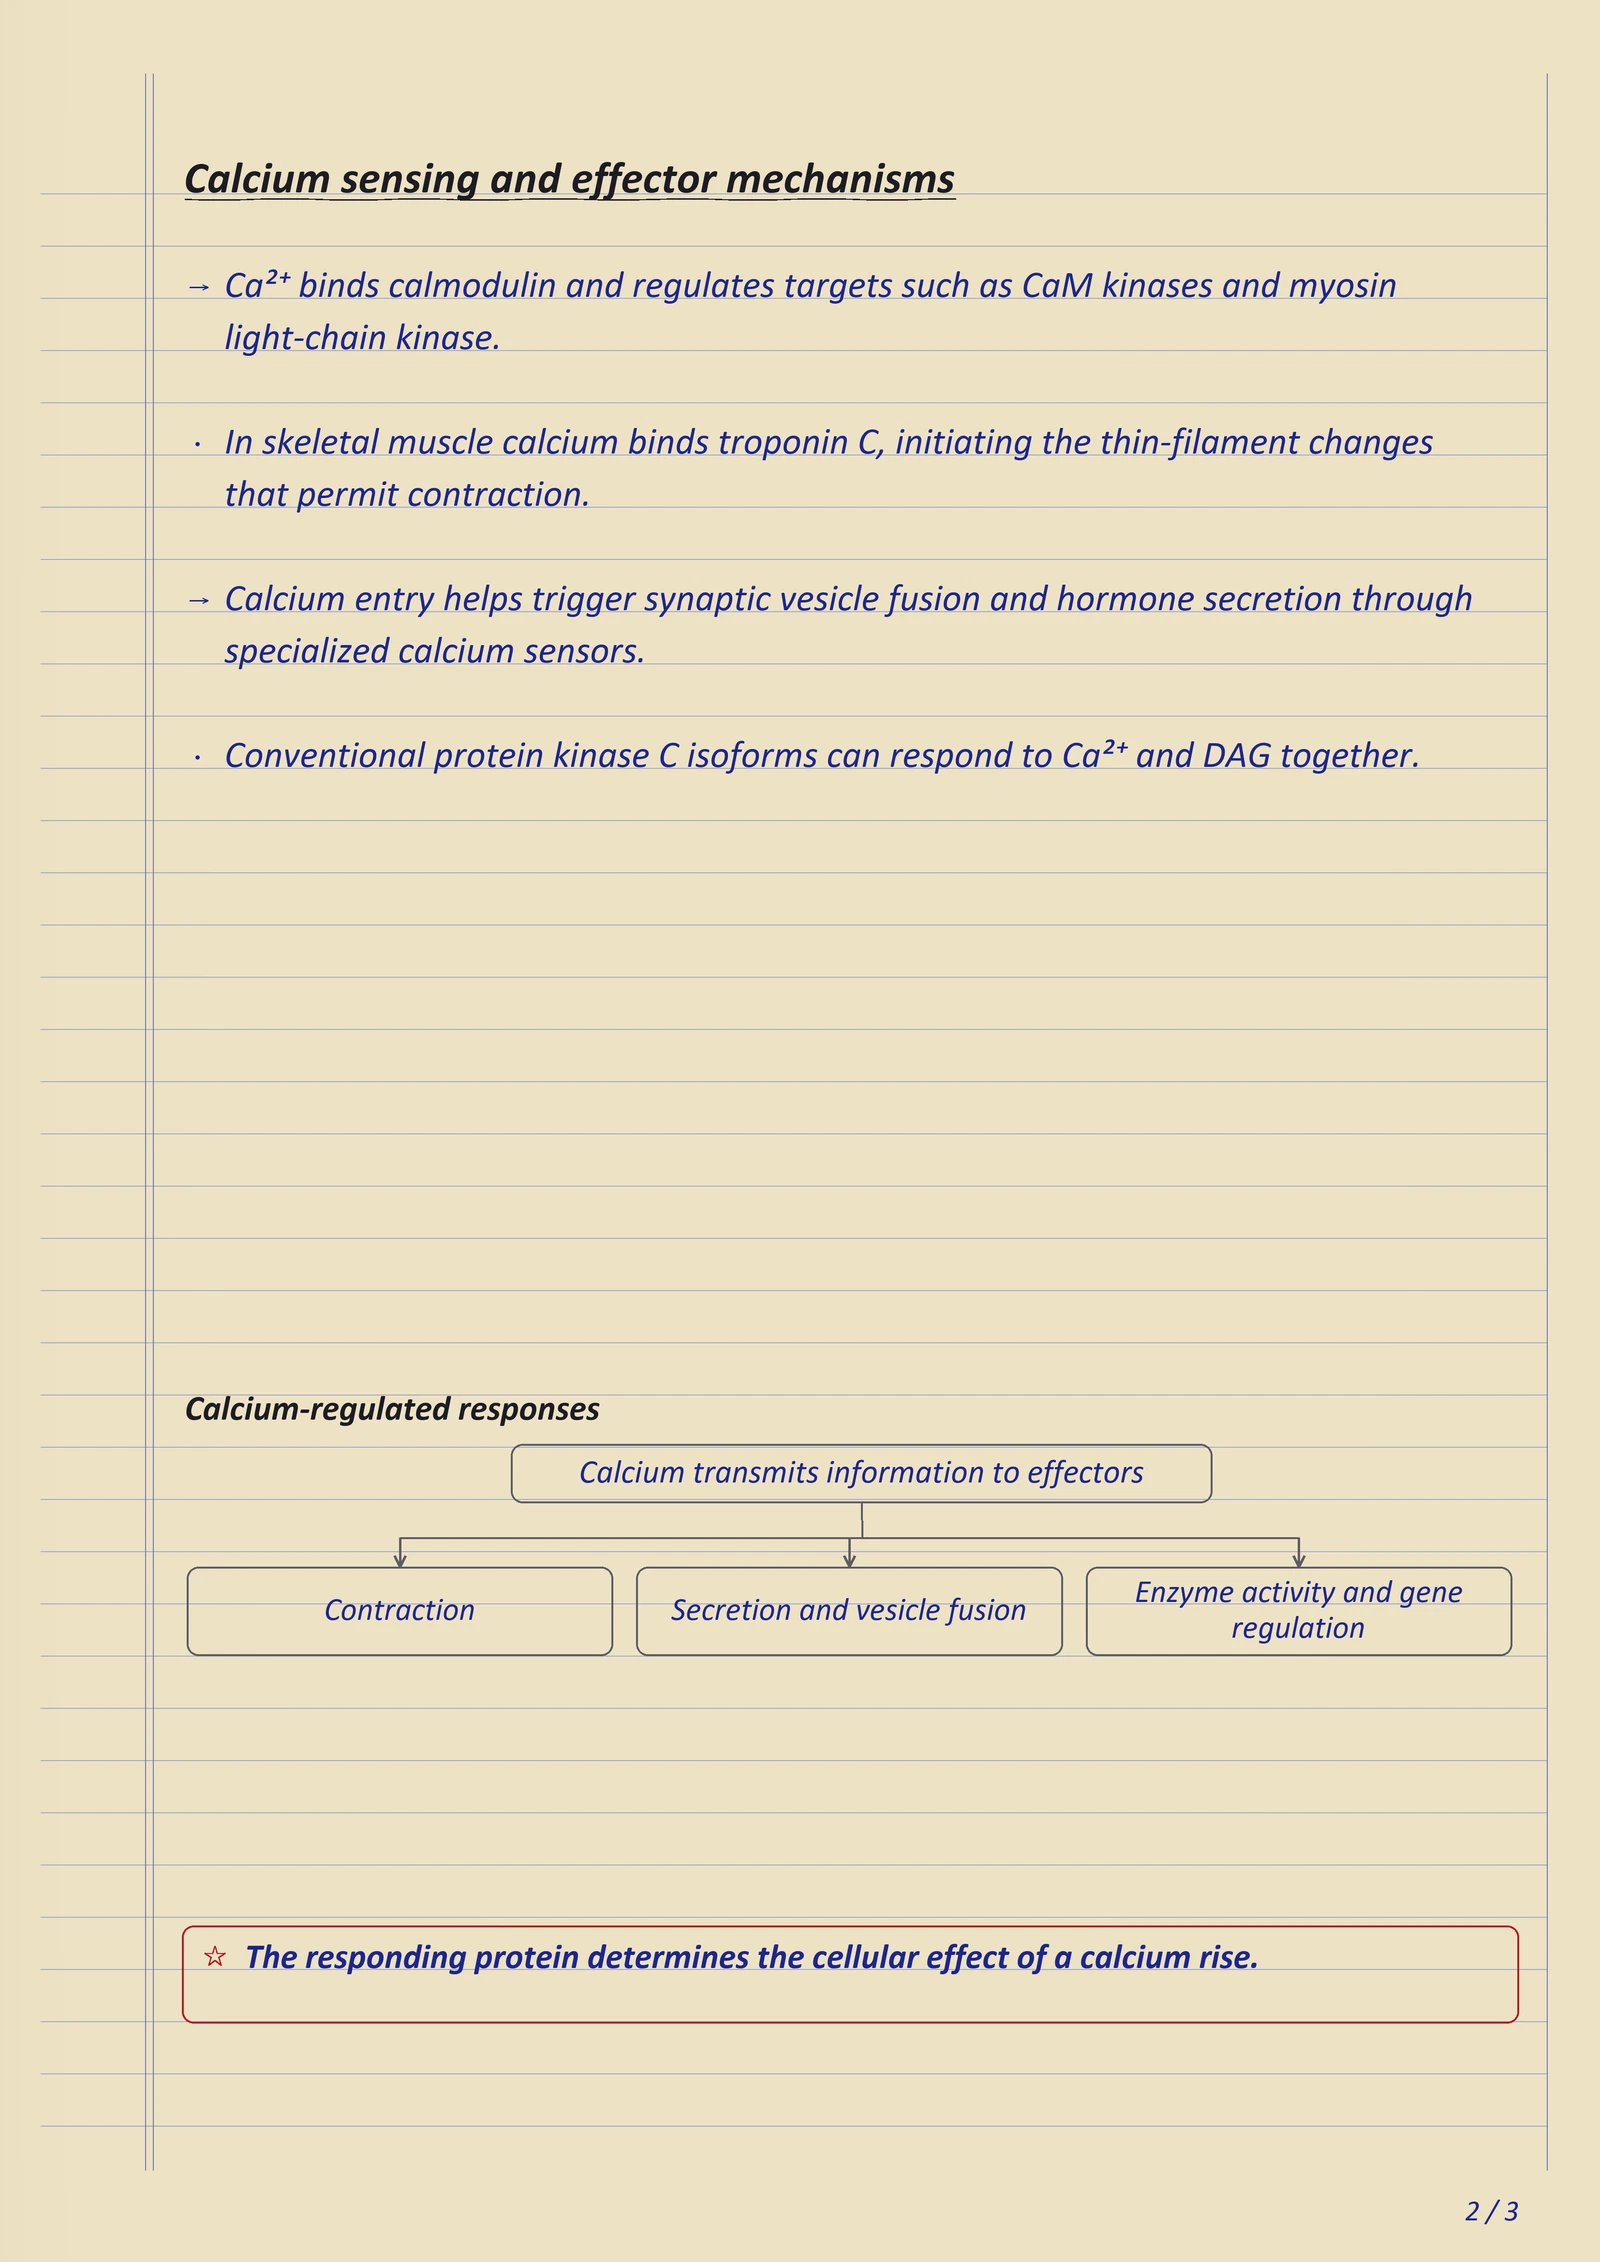 Calcium sensing and effector mechanisms
→ Ca²⁺ binds calmodulin and regulates targets such as CaM kinases and myosin
light-chain kinase.
· In skeletal muscle calcium binds troponin C, initiating the thin-filament changes
that permit contraction.
→ Calcium entry helps trigger synaptic vesicle fusion and hormone secretion through
specialized calcium sensors.
· Conventional protein kinase C isoforms can respond to Ca²⁺ and DAG together.
Calcium-regulated responses
Calcium transmits information to effectors
Contraction
Secretion and vesicle fusion
Enzyme activity and gene
regulation
☆ The responding protein determines the cellular effect of a calcium rise.
2 / 3